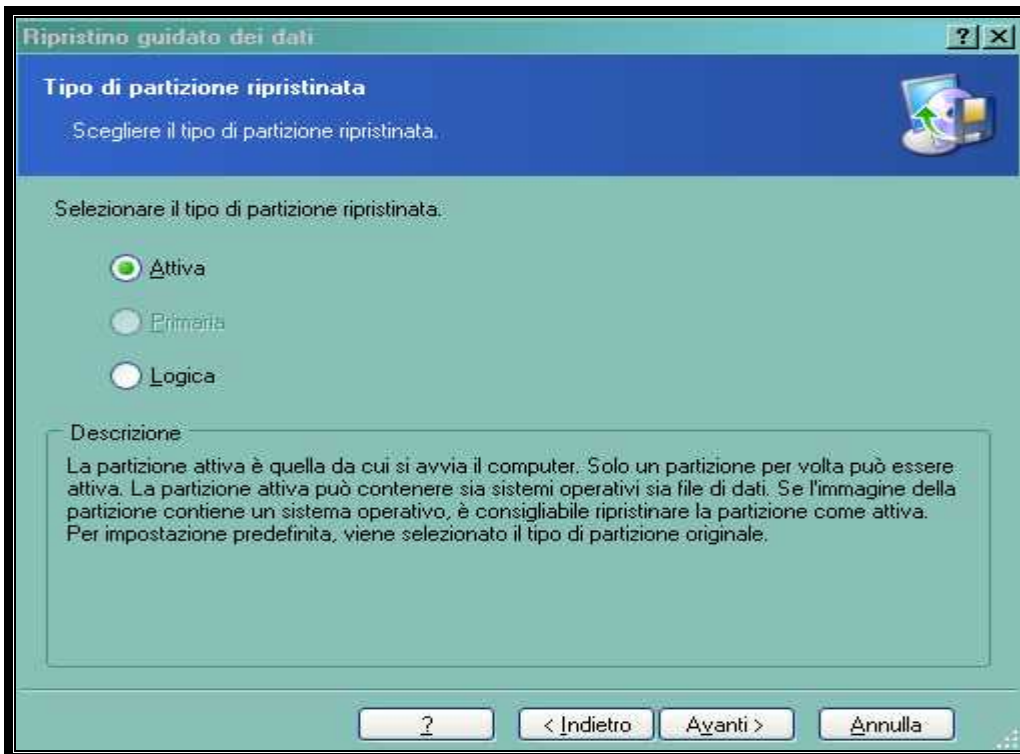 Ripristino guidato dei dati
Tipo di partizione ripristinata
Scegliere il tipo di partizione ripristinata.
Selezionare il tipo di partizione ripristinata.
Attiva
Primaria
Logica
Descrizione
La partizione attiva è quella da cui si avvia il computer. Solo un partizione per volta può essere
attiva. La partizione attiva può contenere sia sistemi operativi sia file di dati. Se l'immagine della
partizione contiene un sistema operativo, è consigliabile ripristinare la partizione come attiva.
Per impostazione predefinita, viene selezionato il tipo di partizione originale.
? < Indietro Avanti > Annulla